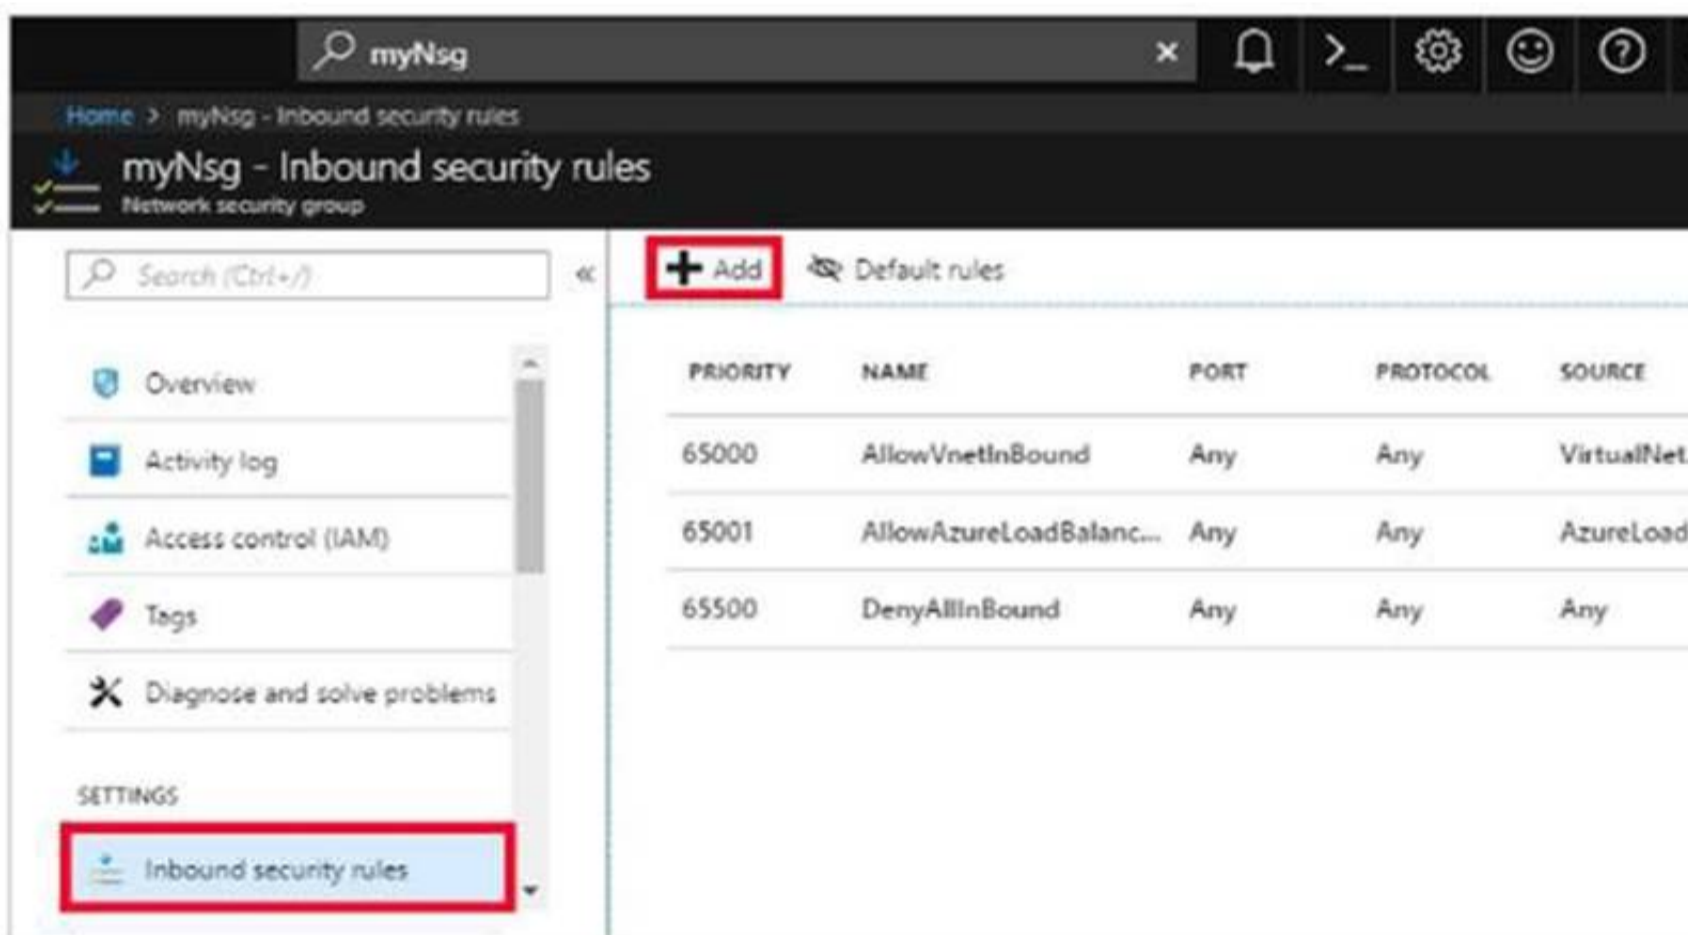 myNsg
Home > myNsg - Inbound security rules
myNsg - Inbound security rules
Network security group
Search (Ctrl+/)
Overview
Activity log
Access control (IAM)
Tags
Diagnose and solve problems
SETTINGS
Inbound security rules
Add Default rules
PRIORITY NAME PORT PROTOCOL SOURCE
65000 AllowVnetInBound Any Any VirtualNet
65001 AllowAzureLoadBalanc... Any Any AzureLoad
65500 DenyAllInBound Any Any Any